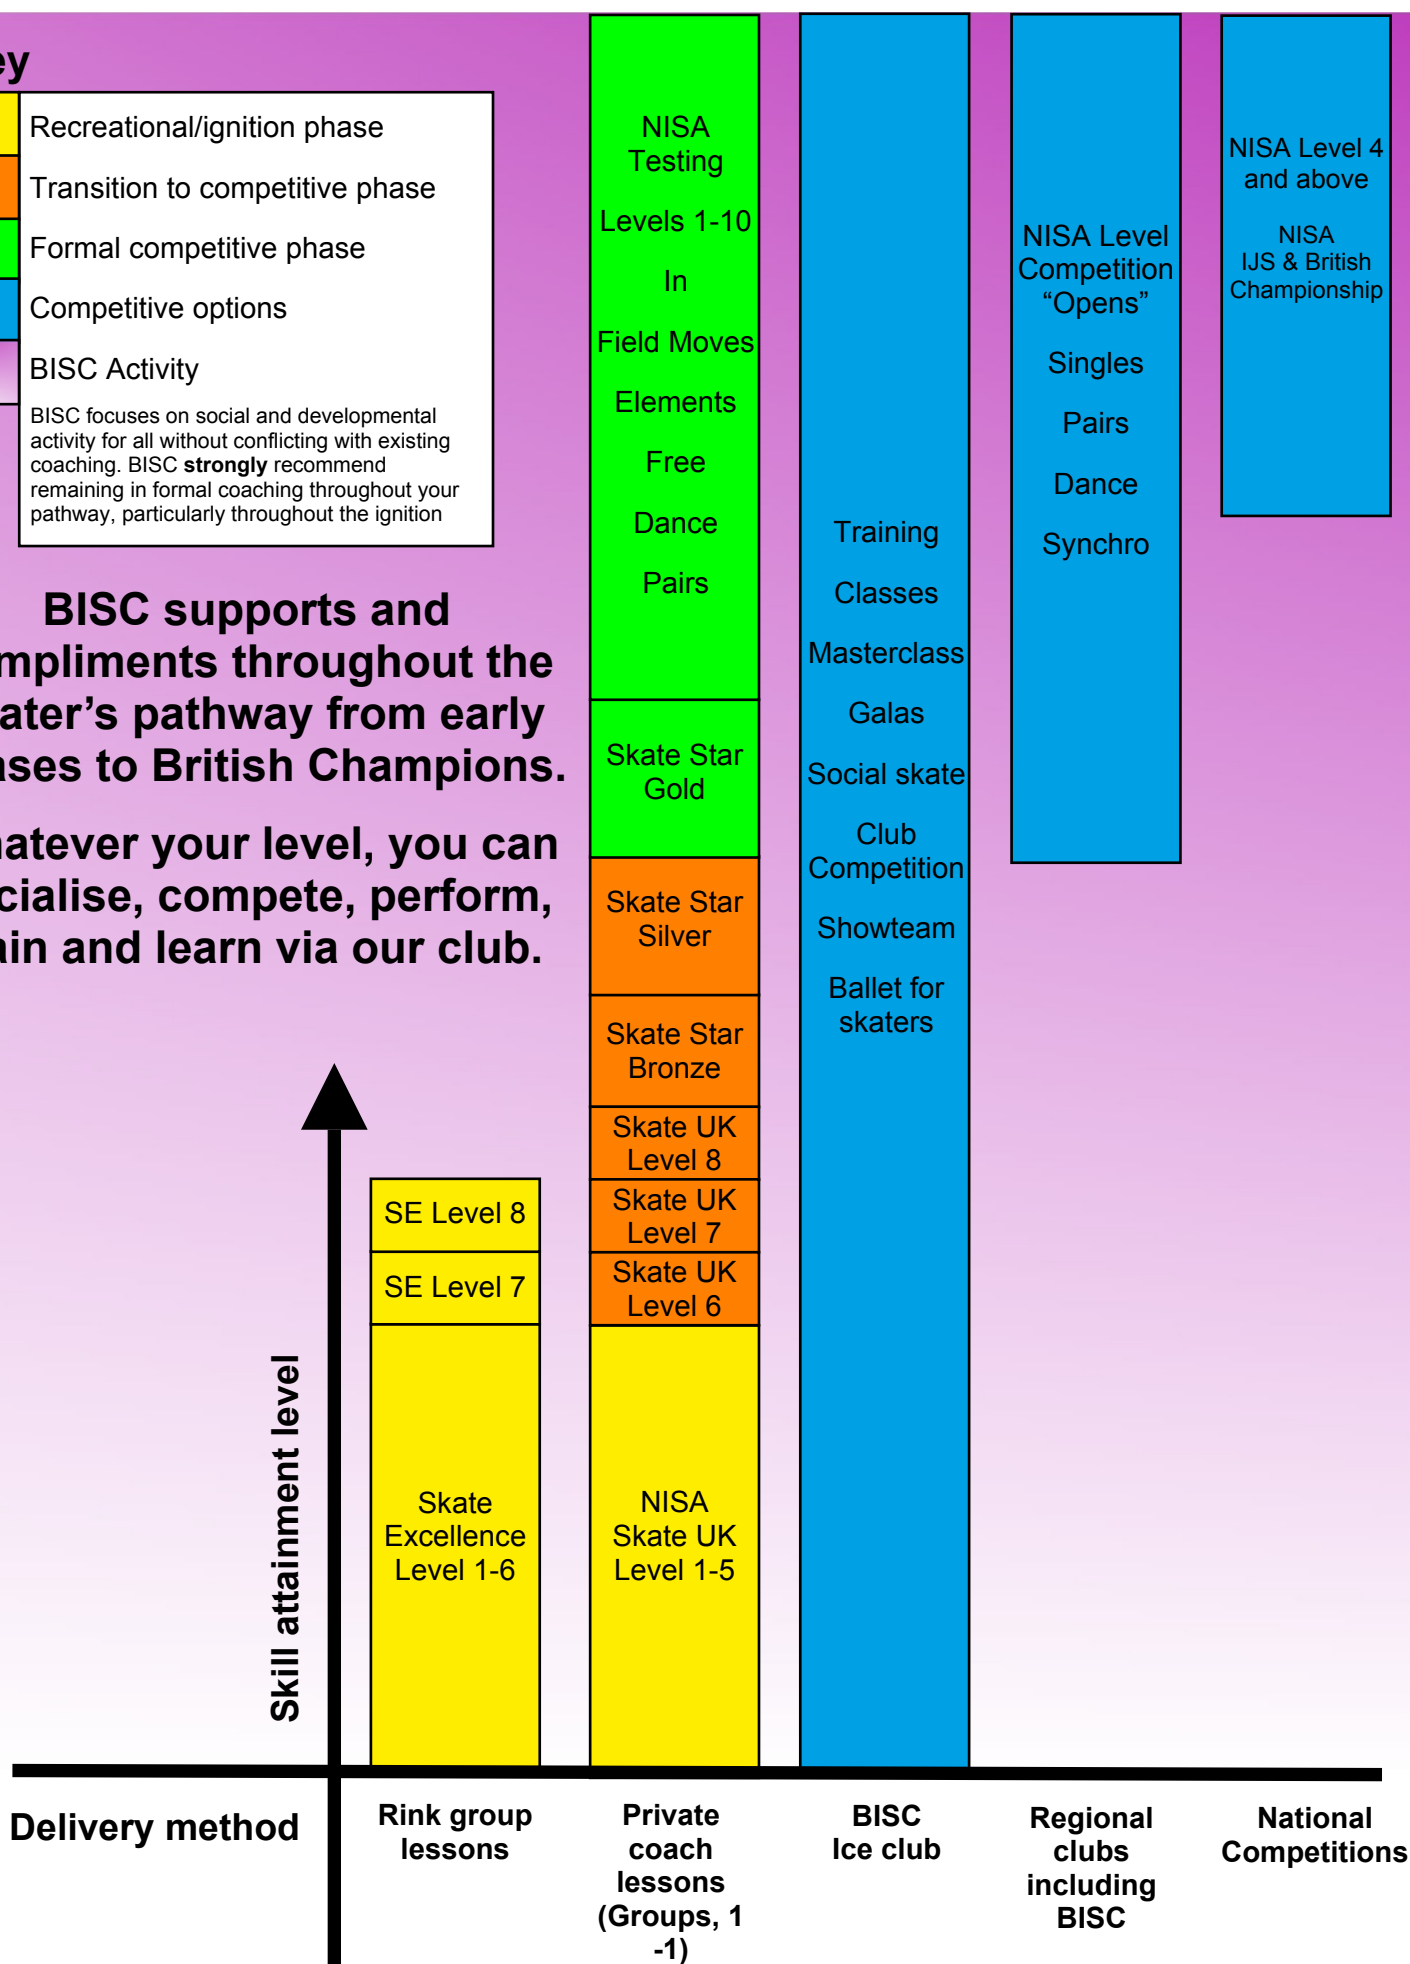 ey
Recreational/ignition phase
Transition to competitive phase
Formal competitive phase
Competitive options
BISC Activity
BISC focuses on social and developmental
activity for all without conflicting with existing
coaching. BISC strongly recommend
remaining in formal coaching throughout your
pathway, particularly throughout the ignition
BISC supports and
mpliments throughout the
ater’s pathway from early
ases to British Champions.
atever your level, you can
cialise, compete, perform,
ain and learn via our club.
Skill attainment level
SE Level 8
SE Level 7
Skate
Excellence
Level 1-6
NISA
Testing
Levels 1-10
In
Field Moves
Elements
Free
Dance
Pairs
Skate Star
Gold
Skate Star
Silver
Skate Star
Bronze
Skate UK
Level 8
Skate UK
Level 7
Skate UK
Level 6
NISA
Skate UK
Level 1-5
Training
Classes
Masterclass
Galas
Social skate
Club
Competition
Showteam
Ballet for
skaters
NISA Level
Competition
“Opens”
Singles
Pairs
Dance
Synchro
NISA Level 4
and above
NISA
IJS & British
Championship
Delivery method
Rink group
lessons
Private
coach
lessons
(Groups, 1
-1)
BISC
Ice club
Regional
clubs
including
BISC
National
Competitions